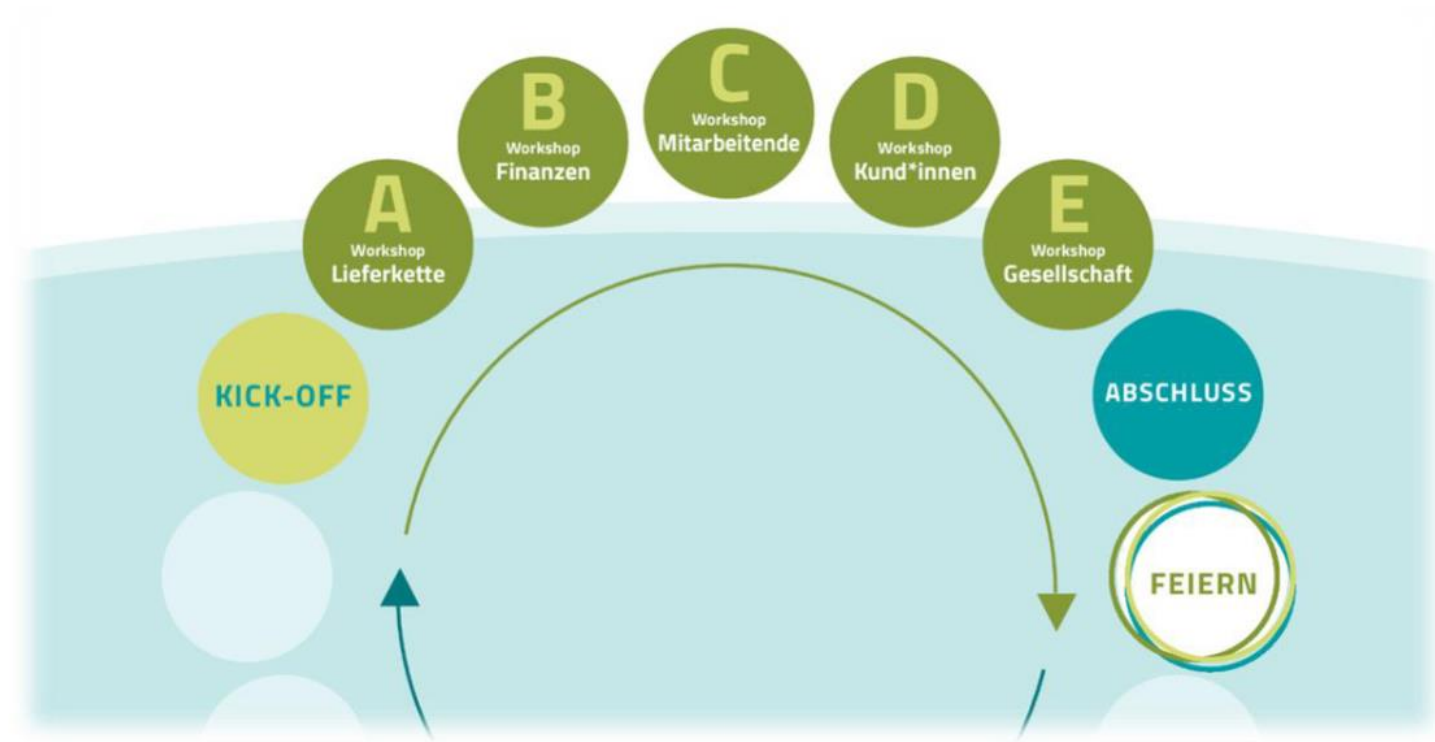 KICK-OFF
A
Workshop
Lieferkette
B
Workshop
Finanzen
C
Workshop
Mitarbeitende
D
Workshop
Kund*innen
E
Workshop
Gesellschaft
ABSCHLUSS
FEIERN